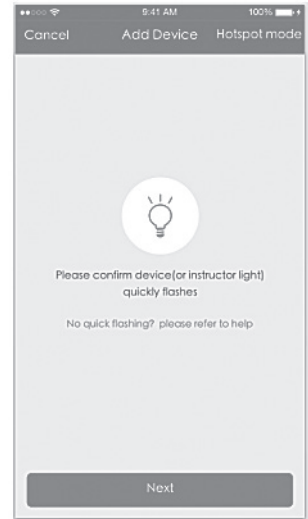 9:41 AM 100%
Cancel Add Device Hotspot mode
Please confirm device(or instructor light)
quickly flashes
No quick flashing? please refer to help
Next